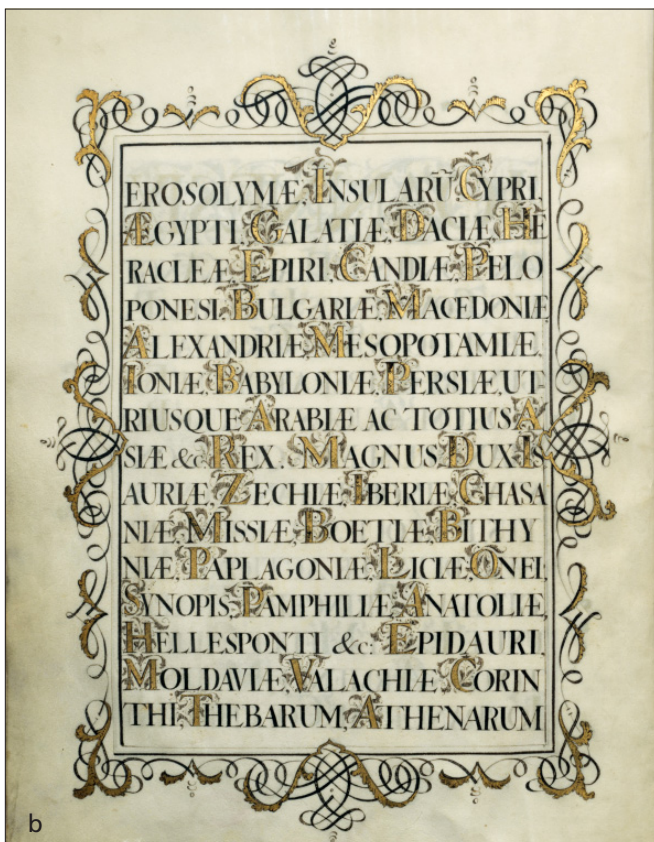 EROSOLYMÆ, INSULARŪ CYPRI,
ÆGYPTI, GALATIÆ, DACIÆ, HE
RACLEÆ EPIRI, CANDIÆ, PELO
PONESI, BULGARIÆ, MACEDONIÆ
ALEXANDRIÆ, MESOPOTAMIÆ,
IONIÆ, BABYLONIÆ, PERSIÆ, UT-
RIUSQUE ARABIÆ AC TOTIUS A
SIÆ &c REX. MAGNUS DUX IS
AURIÆ, ZECHIÆ, IBERIÆ, CHASA
NIÆ, MISSIÆ, BOETIÆ, BITHY
NIÆ, PAPLAGONIÆ, LICIÆ, ONEI
SYNOPIS, PAMPHILIÆ, ANATOLIÆ,
HELLESPONTI &c: EPIDAURI,
MOLDAVIÆ, VALACHIÆ, CORIN
THI, THEBARUM, ATHENARUM
b